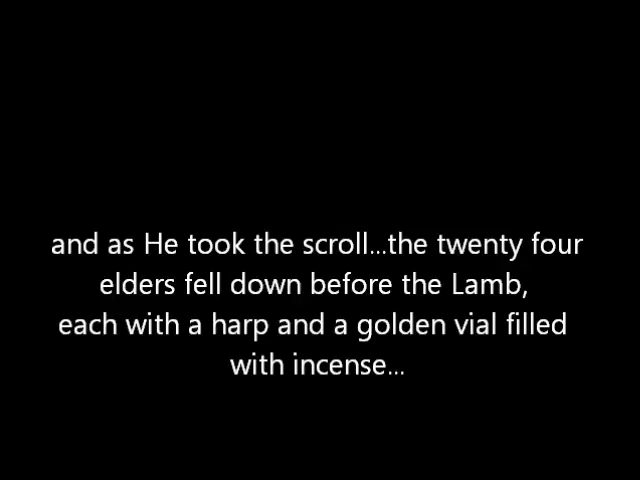 and as He took the scroll...the twenty four
elders fell down before the Lamb,
each with a harp and a golden vial filled
with incense...